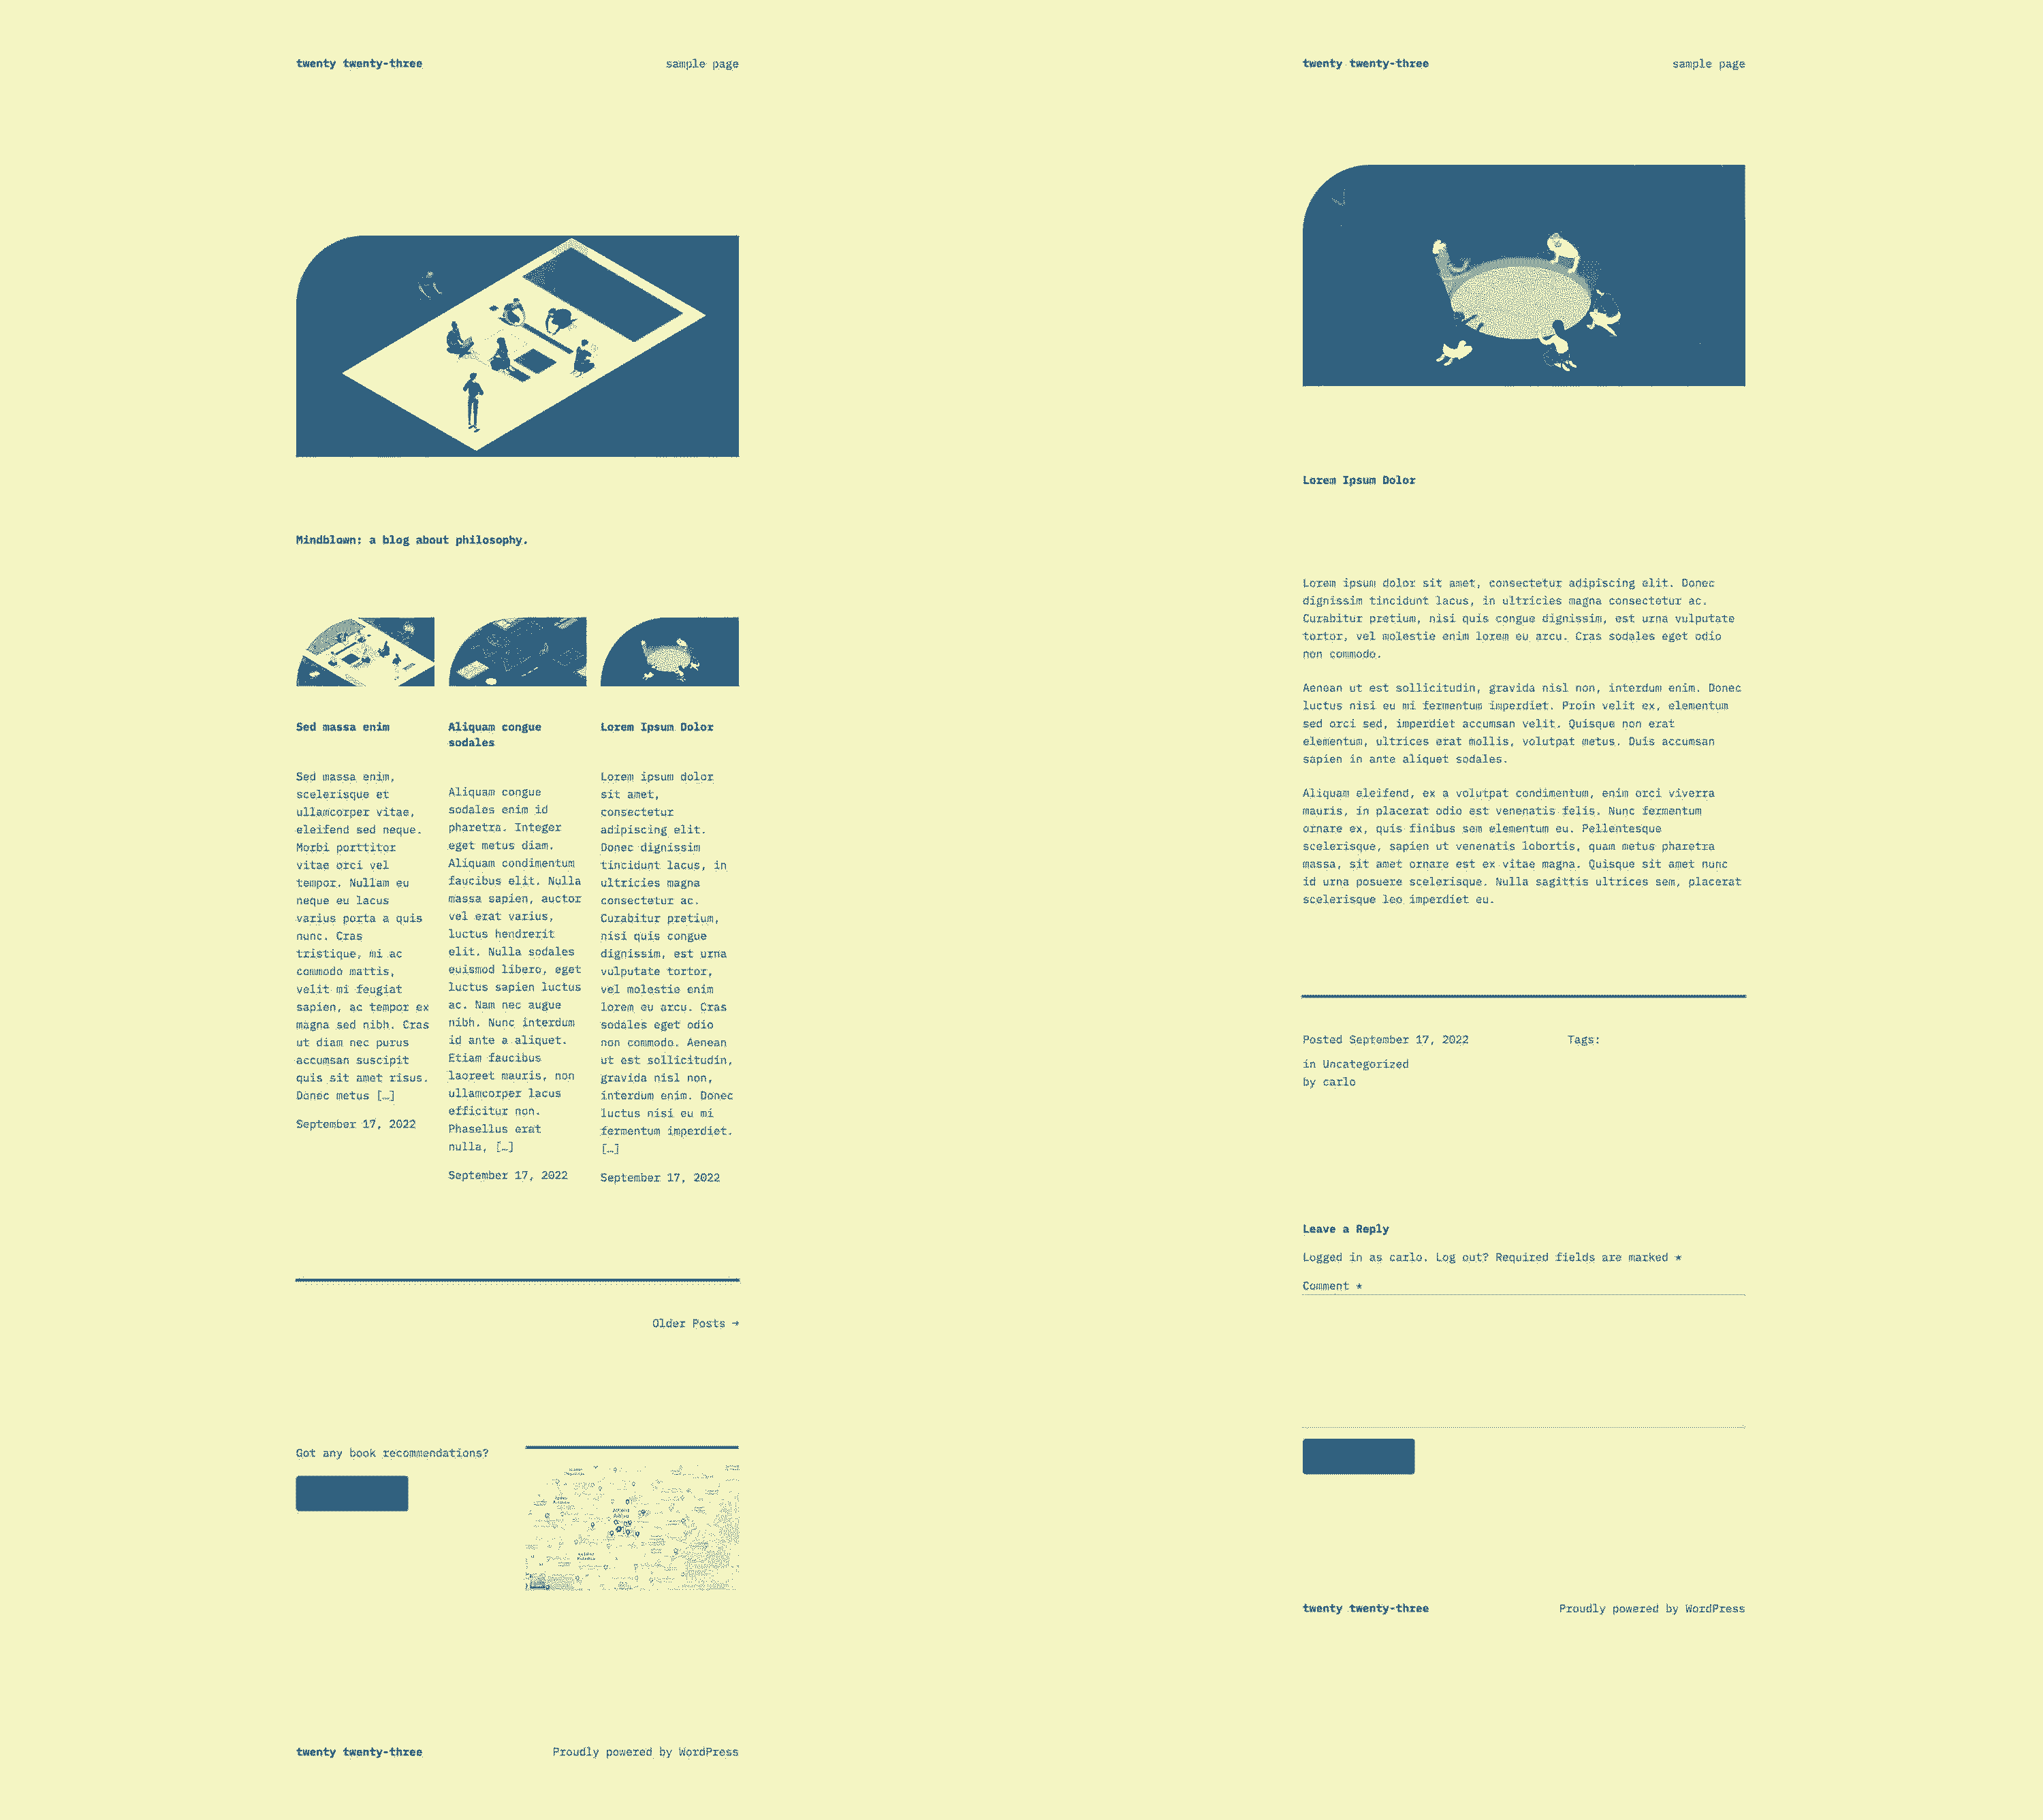 twenty twenty-three
sample page
Mindblown: a blog about philosophy.
Sed massa enim
Sed massa enim,
scelerisque et
ullamcorper vitae,
eleifend sed neque.
Morbi porttitor
vitae orci vel
tempor. Nullam eu
neque eu lacus
varius porta a quis
nunc. Cras
tristique, mi ac
commodo mattis,
velit mi feugiat
sapien, ac tempor ex
magna sed nibh. Cras
ut diam nec purus
accumsan suscipit
quis sit amet risus.
Donec metus […]
September 17, 2022
Aliquam congue
sodales
Aliquam congue
sodales enim id
pharetra. Integer
eget metus diam.
Aliquam condimentum
faucibus elit. Nulla
massa sapien, auctor
vel erat varius,
luctus hendrerit
elit. Nulla sodales
euismod libero, eget
luctus sapien luctus
ac. Nam nec augue
nibh. Nunc interdum
id ante a aliquet.
Etiam faucibus
laoreet mauris, non
ullamcorper lacus
efficitur non.
Phasellus erat
nulla, […]
September 17, 2022
Lorem Ipsum Dolor
Lorem ipsum dolor
sit amet,
consectetur
adipiscing elit.
Donec dignissim
tincidunt lacus, in
ultricies magna
consectetur ac.
Curabitur pretium,
nisi quis congue
dignissim, est urna
vulputate tortor,
vel molestie enim
lorem eu arcu. Cras
sodales eget odio
non commodo. Aenean
ut est sollicitudin,
gravida nisl non,
interdum enim. Donec
luctus nisi eu mi
fermentum imperdiet.
[…]
September 17, 2022
Older Posts →
Got any book recommendations?
twenty twenty-three
Proudly powered by WordPress
twenty twenty-three
sample page
Lorem Ipsum Dolor
Lorem ipsum dolor sit amet, consectetur adipiscing elit. Donec
dignissim tincidunt lacus, in ultricies magna consectetur ac.
Curabitur pretium, nisi quis congue dignissim, est urna vulputate
tortor, vel molestie enim lorem eu arcu. Cras sodales eget odio
non commodo.
Aenean ut est sollicitudin, gravida nisl non, interdum enim. Donec
luctus nisi eu mi fermentum imperdiet. Proin velit ex, elementum
sed orci sed, imperdiet accumsan velit. Quisque non erat
elementum, ultrices erat mollis, volutpat metus. Duis accumsan
sapien in ante aliquet sodales.
Aliquam eleifend, ex a volutpat condimentum, enim orci viverra
mauris, in placerat odio est venenatis felis. Nunc fermentum
ornare ex, quis finibus sem elementum eu. Pellentesque
scelerisque, sapien ut venenatis lobortis, quam metus pharetra
massa, sit amet ornare est ex vitae magna. Quisque sit amet nunc
id urna posuere scelerisque. Nulla sagittis ultrices sem, placerat
scelerisque leo imperdiet eu.
Posted September 17, 2022
Tags:
in Uncategorized
by carlo
Leave a Reply
Logged in as carlo. Log out? Required fields are marked *
Comment *
twenty twenty-three
Proudly powered by WordPress